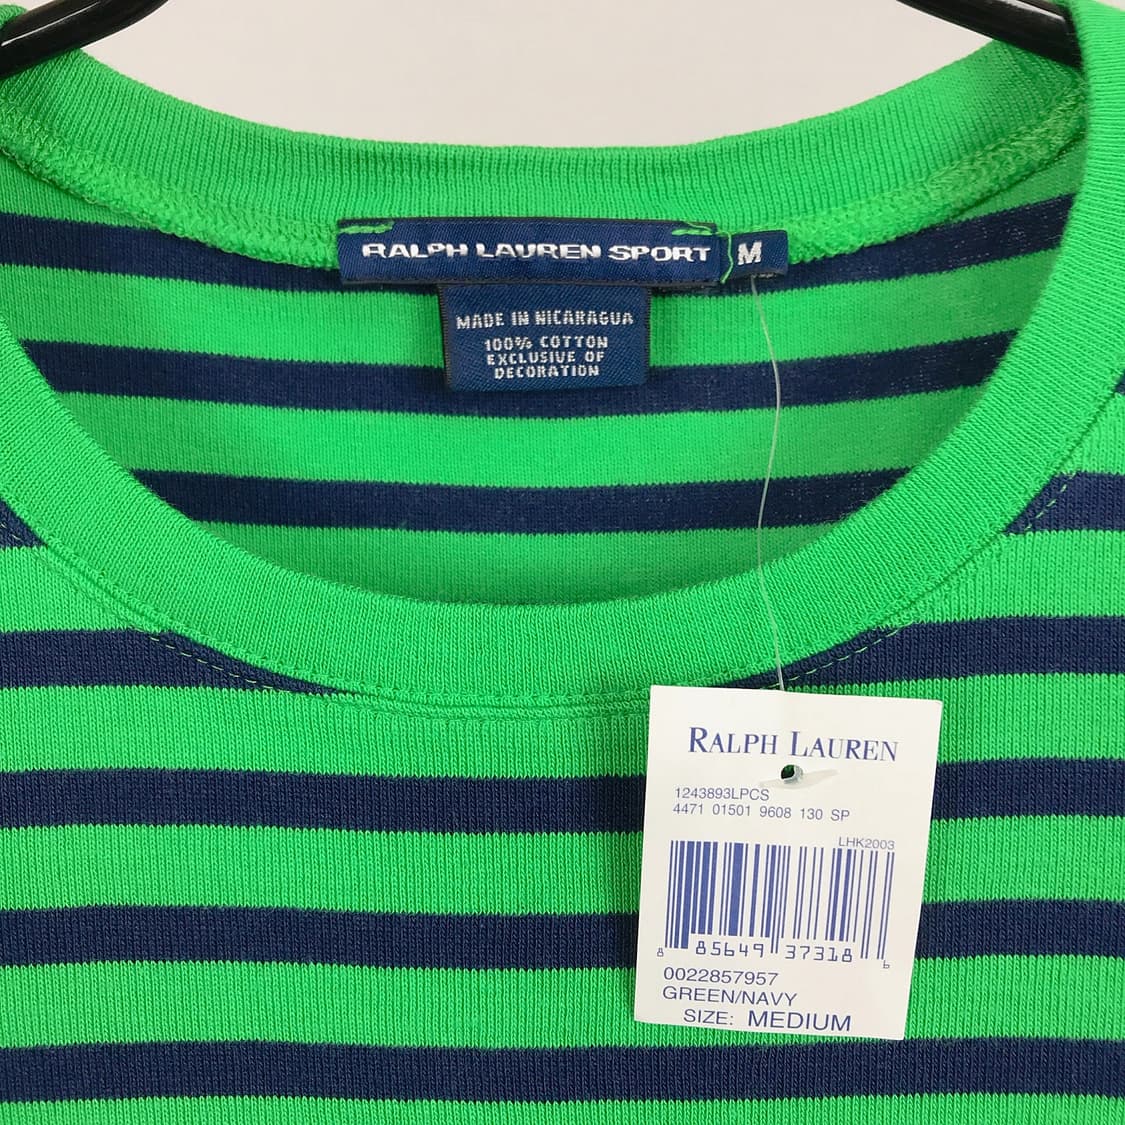 RALPH LAUREN SPORT M
MADE IN NICARAGUA
100% COTTON
EXCLUSIVE OF
DECORATION
RALPH LAUREN
1243893LPCS
4471 01501 9608 130 SP
LHK2003
8 85649 37318 6
0022857957
GREEN/NAVY
SIZE: MEDIUM